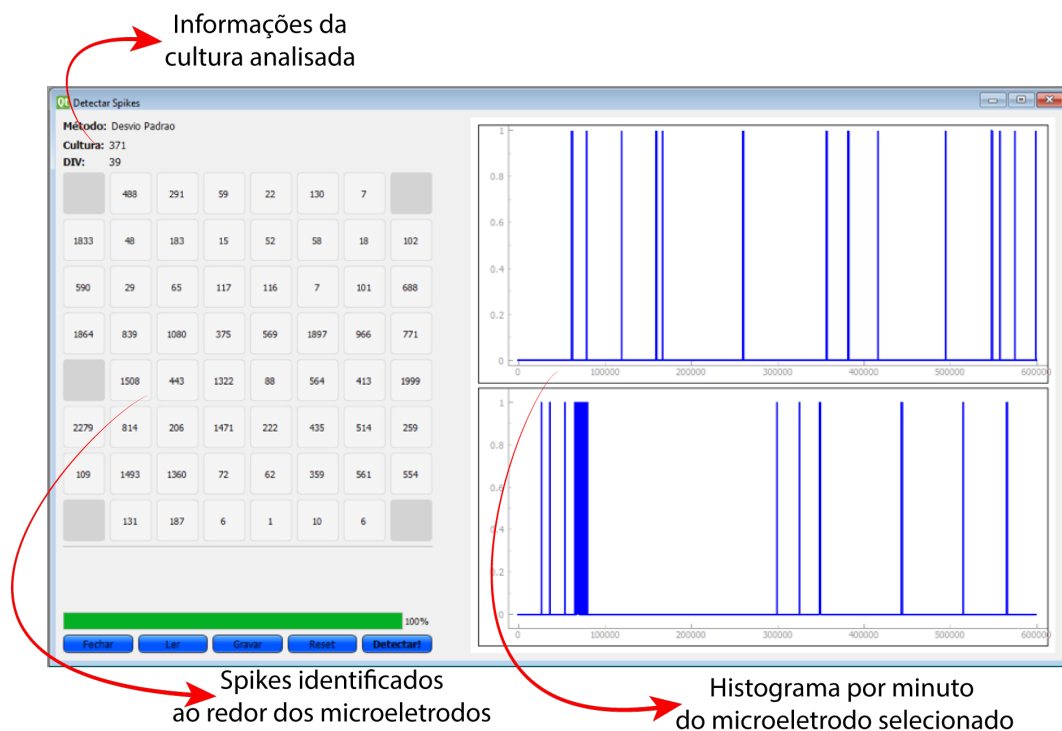 Informações da
cultura analisada
Detectar Spikes
Método: Desvio Padrao
Cultura: 371
DIV: 39
488 291 59 22 130 7
1833 48 183 15 52 58 18 102
590 29 65 117 116 7 101 688
1864 839 1080 375 569 1897 966 771
1508 443 1322 88 564 413 1999
2279 814 206 1471 222 435 514 259
109 1493 1360 72 62 359 561 554
131 187 6 1 10 6
100%
Fechar Ler Gravar Reset Detectar!
1
0.8
0.6
0.4
0.2
0
0 100000 200000 300000 400000 500000 600000
1
0.8
0.6
0.4
0.2
0
0 100000 200000 300000 400000 500000 600000
Spikes identificados
ao redor dos microeletrodos
Histograma por minuto
do microeletrodo selecionado